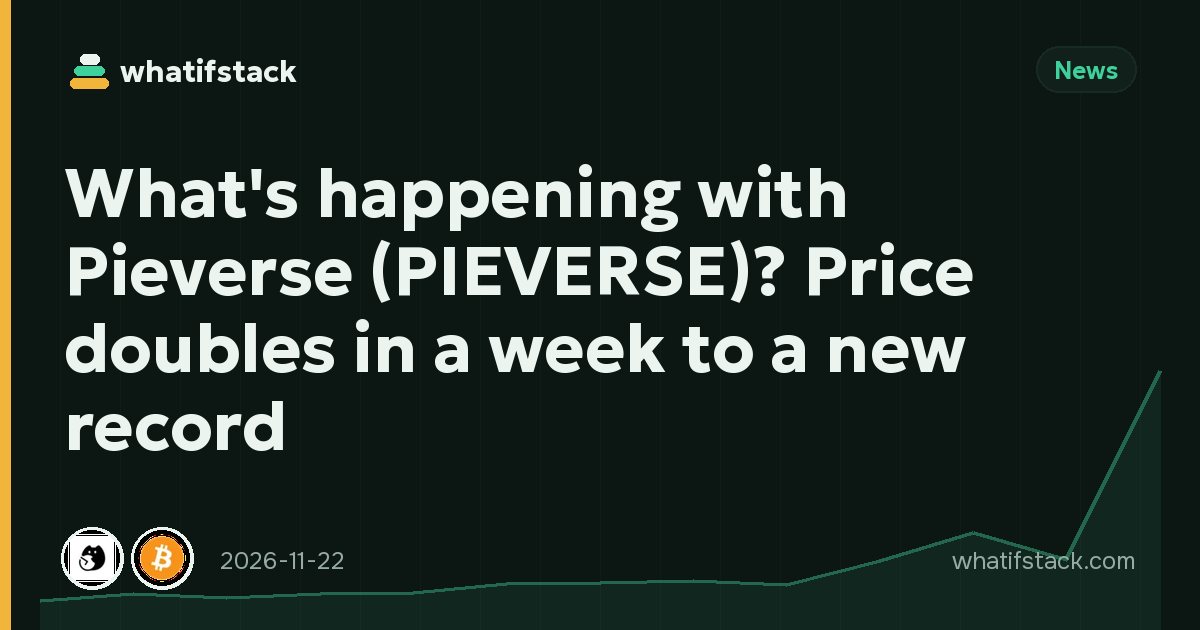 whatifstack
News
What's happening with
Pieverse (PIEVERSE)? Price
doubles in a week to a new
record
2026-11-22
whatifstack.com